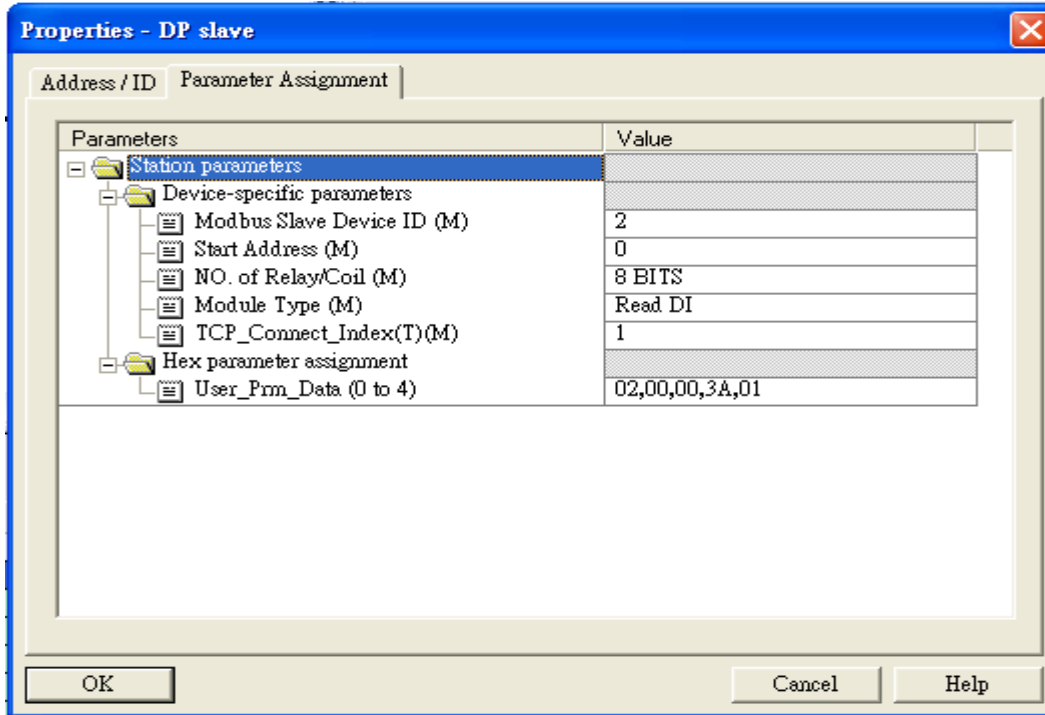 Properties - DP slave
Address / ID Parameter Assignment
Parameters Value
Station parameters
Device-specific parameters
Modbus Slave Device ID (M) 2
Start Address (M) 0
NO. of Relay/Coil (M) 8 BITS
Module Type (M) Read DI
TCP_Connect_Index(T)(M) 1
Hex parameter assignment
User_Prm_Data (0 to 4) 02,00,00,3A,01
OK Cancel Help